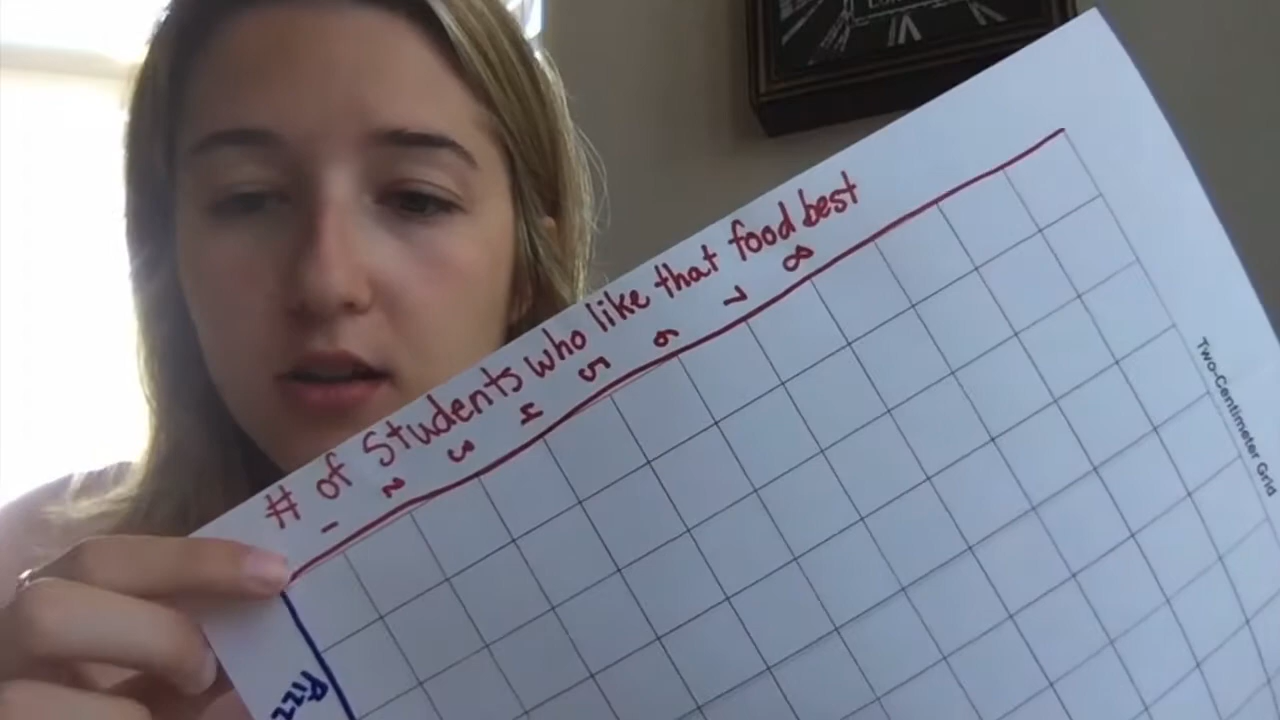 # of Students who like that food best
1 2 3 4 5 6 7 8
Two-Centimeter Grid